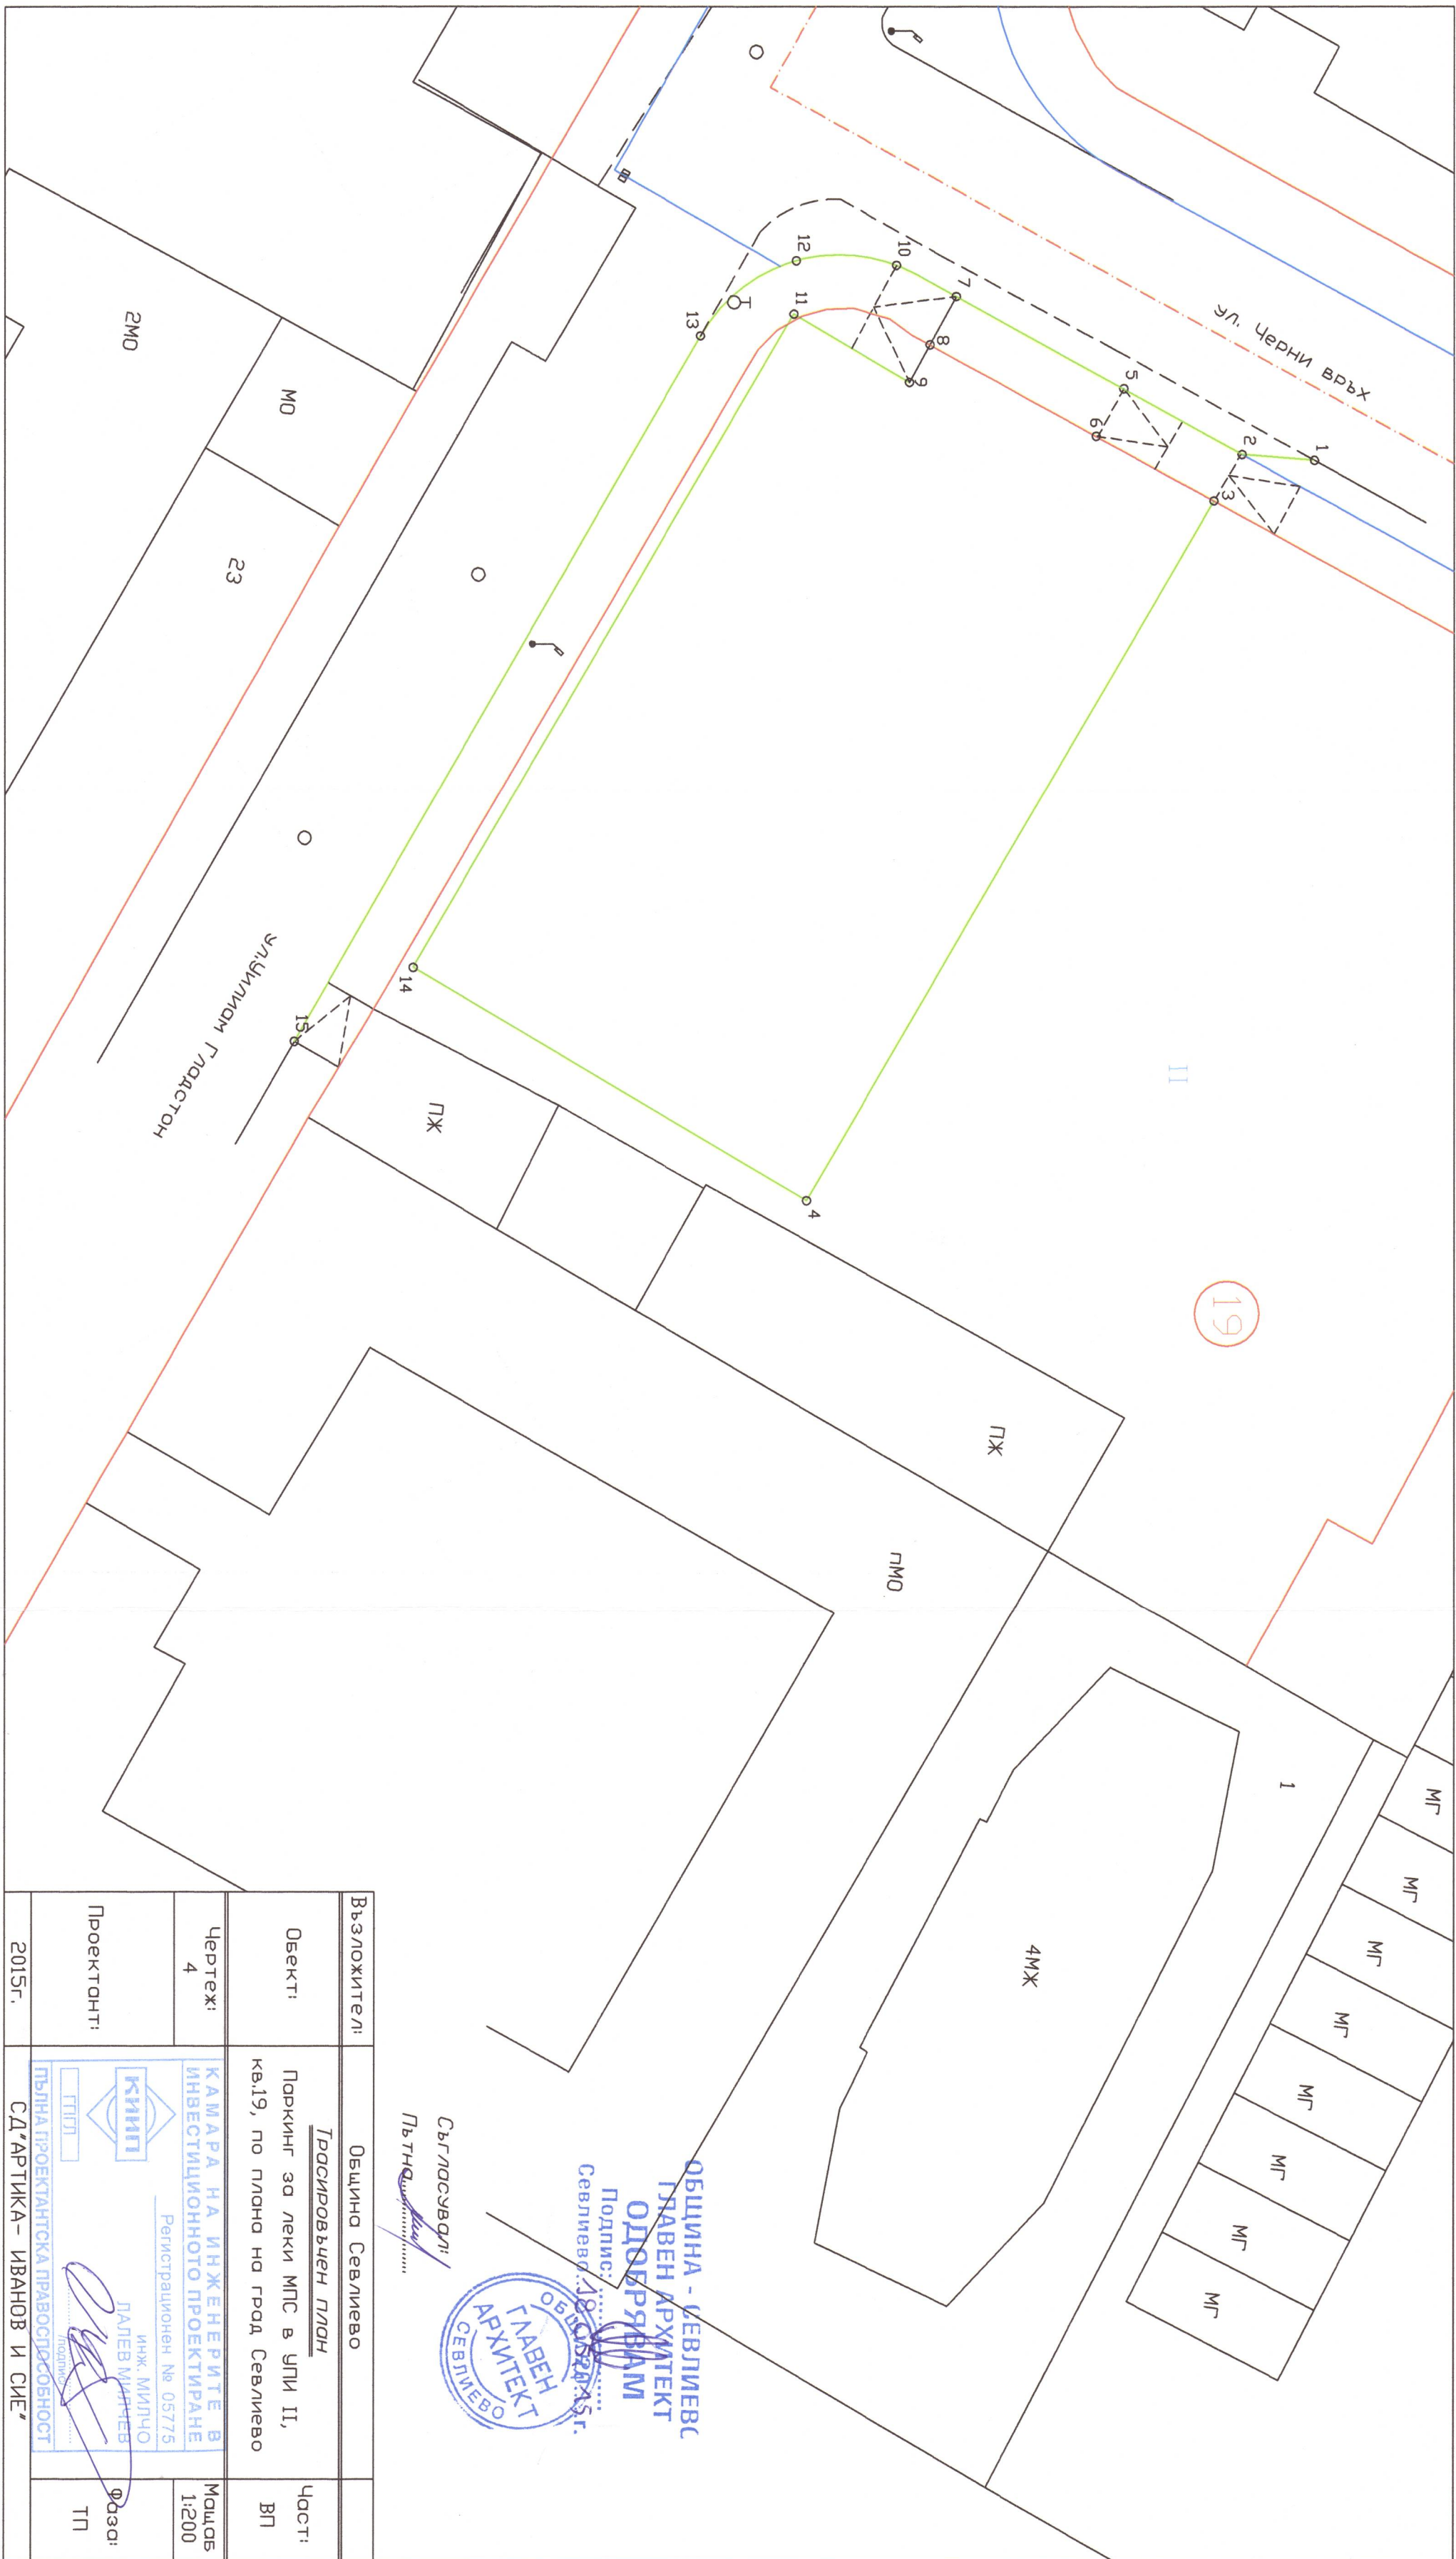 ул. Черни връх
1
2
3
4
5
6
7
8
9
10
11
12
13
14
15
ул.Уилиам Гладстон
II
19
2МО
МО
23
ПЖ
ПЖ
пМО
1
4МЖ
МГ
МГ
МГ
МГ
МГ
МГ
МГ
МГ
ОБЩИНА - СЕВЛИЕВО
ГЛАВЕН АРХИТЕКТ
ОДОБРЯВАМ
Подпис:
Севлиево
г.
ГЛАВЕН
АРХИТЕКТ
СЕВЛИЕВО
Съгласувал:
Пътна
Възложител:
Община Севлиево
Обект:
Трасировъчен план
Паркинг за леки МПС в УПИ II,
кв.19, по плана на град Севлиево
Част:
ВП
Чертеж:
4
Мащаб
1:200
Проектант:
КАМАРА НА ИНЖЕНЕРИТЕ В
ИНВЕСТИЦИОННОТО ПРОЕКТИРАНЕ
Регистрационен № 05775
инж. МИЛЧО
ЛАЛЕВ МИЛЧЕВ
КИИП
ПЪЛНА ПРОЕКТАНТСКА ПРАВОСПОСОБНОСТ
Фаза:
ТП
2015г.
СД"АРТИКА- ИВАНОВ И СИЕ"